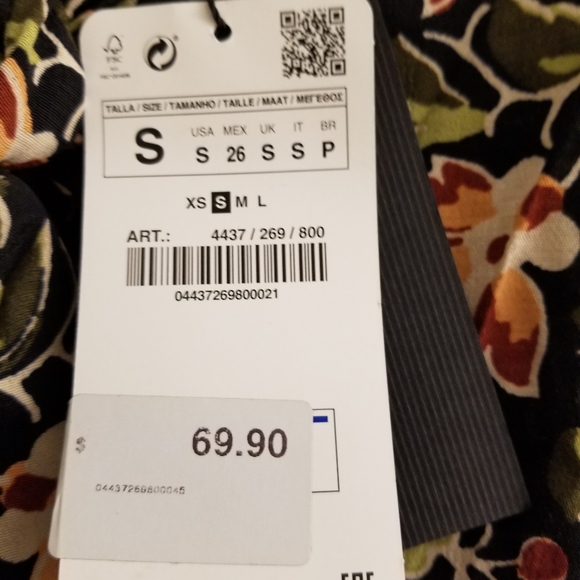 FSC
TALLA / SIZE / TAMANHO / TAILLE / MAAT / ΜΕΓΕΘΟΣ
S
USA MEX UK IT BR
S 26 S S P
XS S M L
ART.: 4437 / 269 / 800
04437269800021
69.90
04437269800045